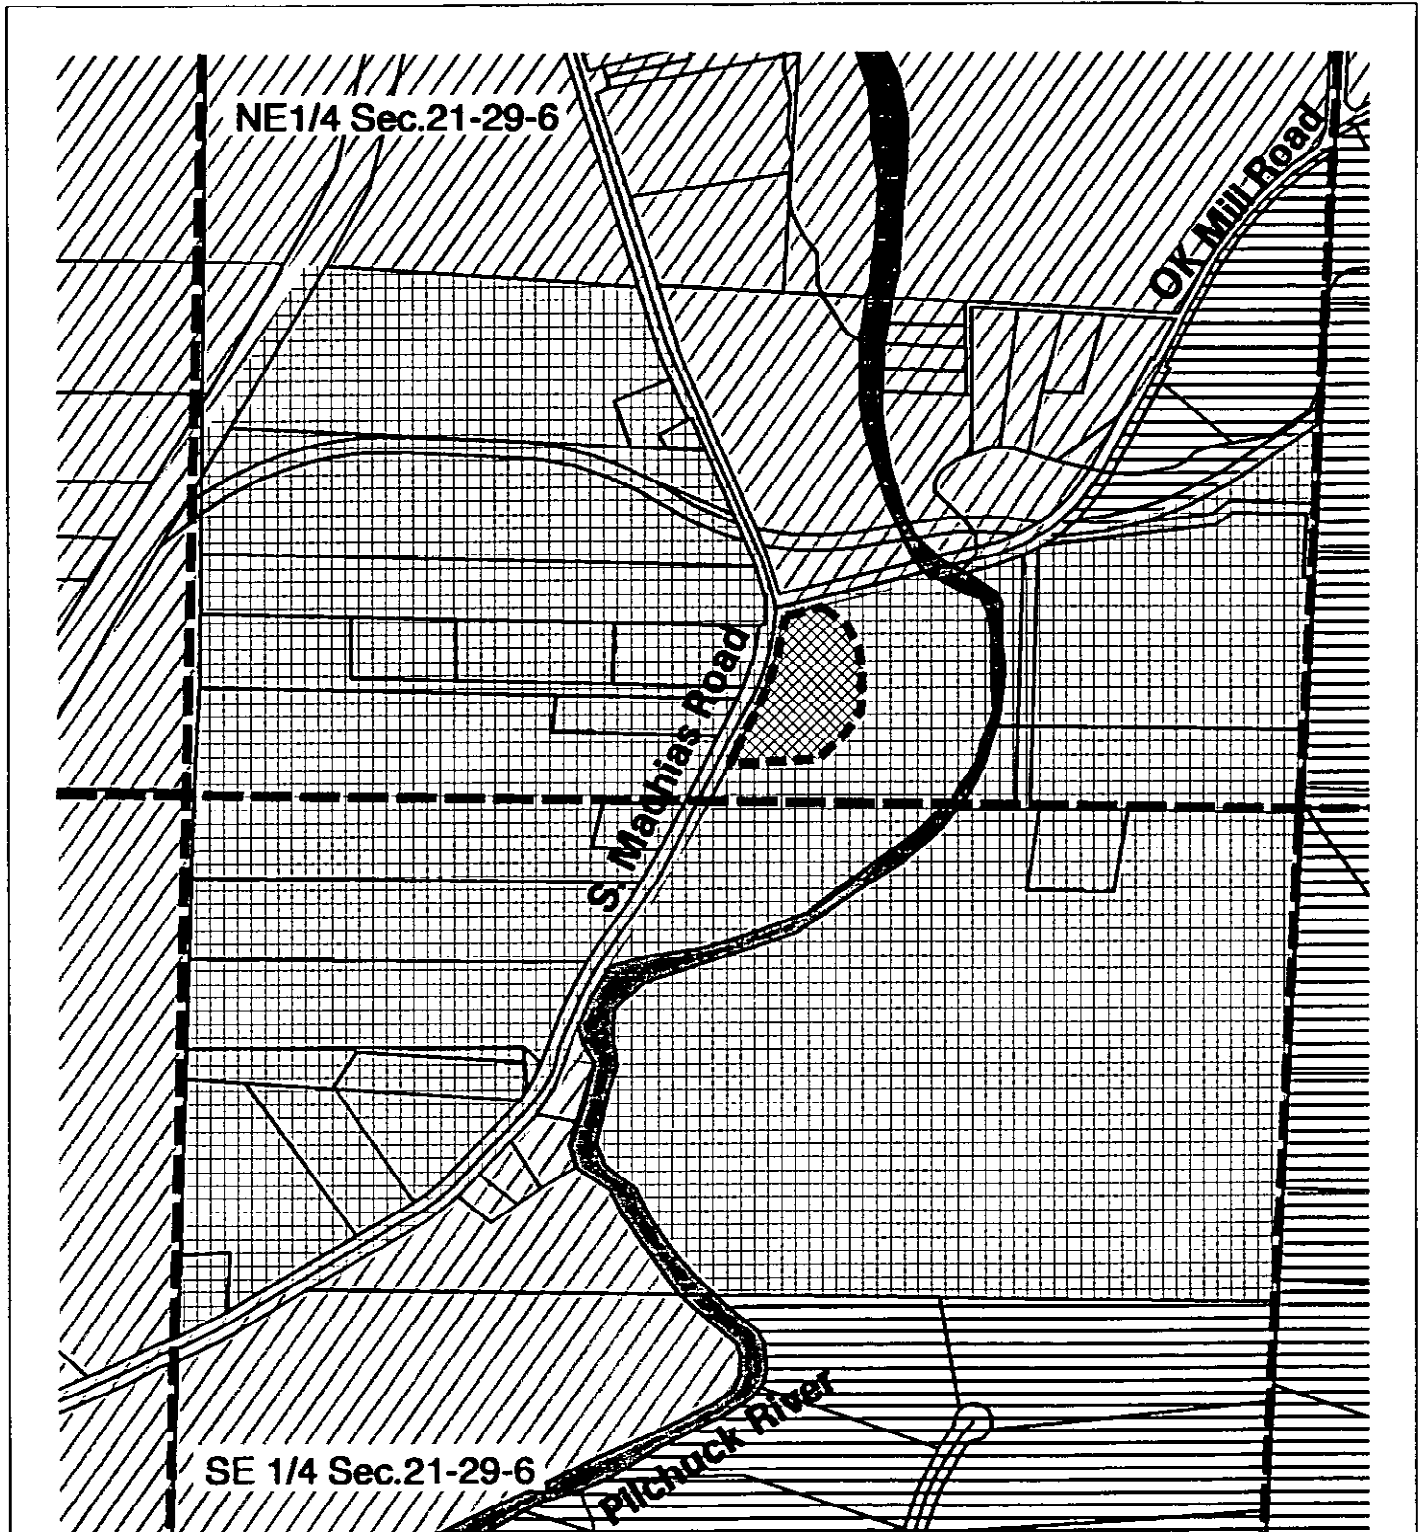 NE1/4 Sec.21-29-6
OK Mill Road
S. Machias Road
SE 1/4 Sec.21-29-6
Pilchuck River